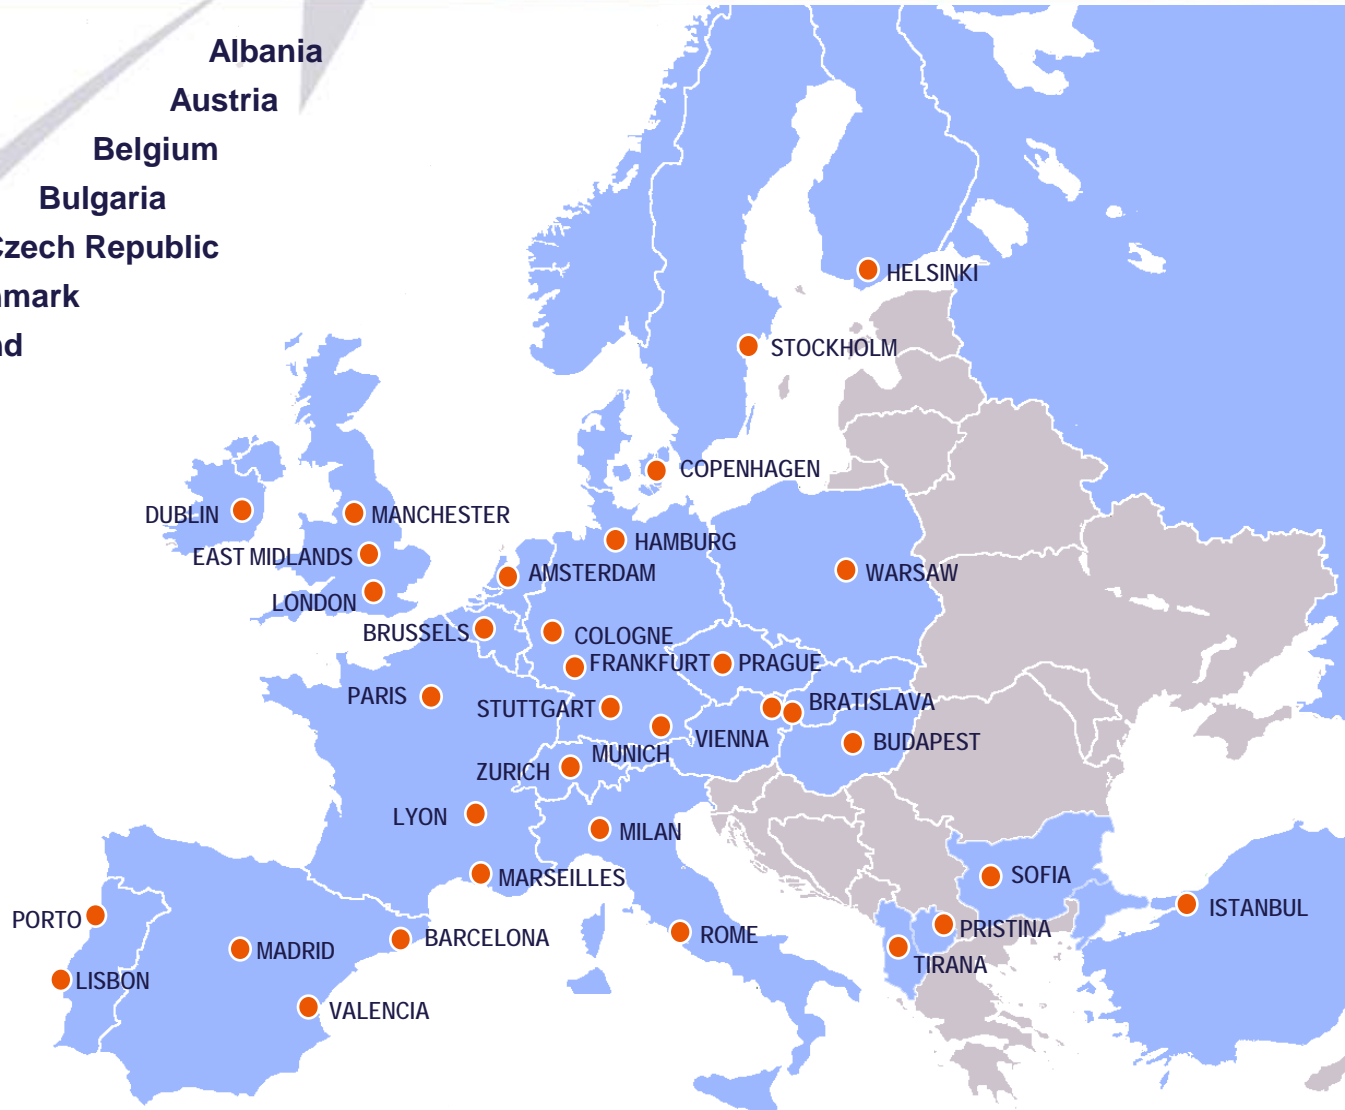 Albania
Austria
Belgium
Bulgaria
Czech Republic
HELSINKI
STOCKHOLM
COPENHAGEN
DUBLIN
MANCHESTER
HAMBURG
EAST MIDLANDS
AMSTERDAM
WARSAW
LONDON
BRUSSELS
COLOGNE
FRANKFURT
PRAGUE
PARIS
STUTTGART
BRATISLAVA
VIENNA
BUDAPEST
MUNICH
ZURICH
LYON
MILAN
MARSEILLES
SOFIA
ISTANBUL
PORTO
PRISTINA
ROME
BARCELONA
MADRID
TIRANA
LISBON
VALENCIA